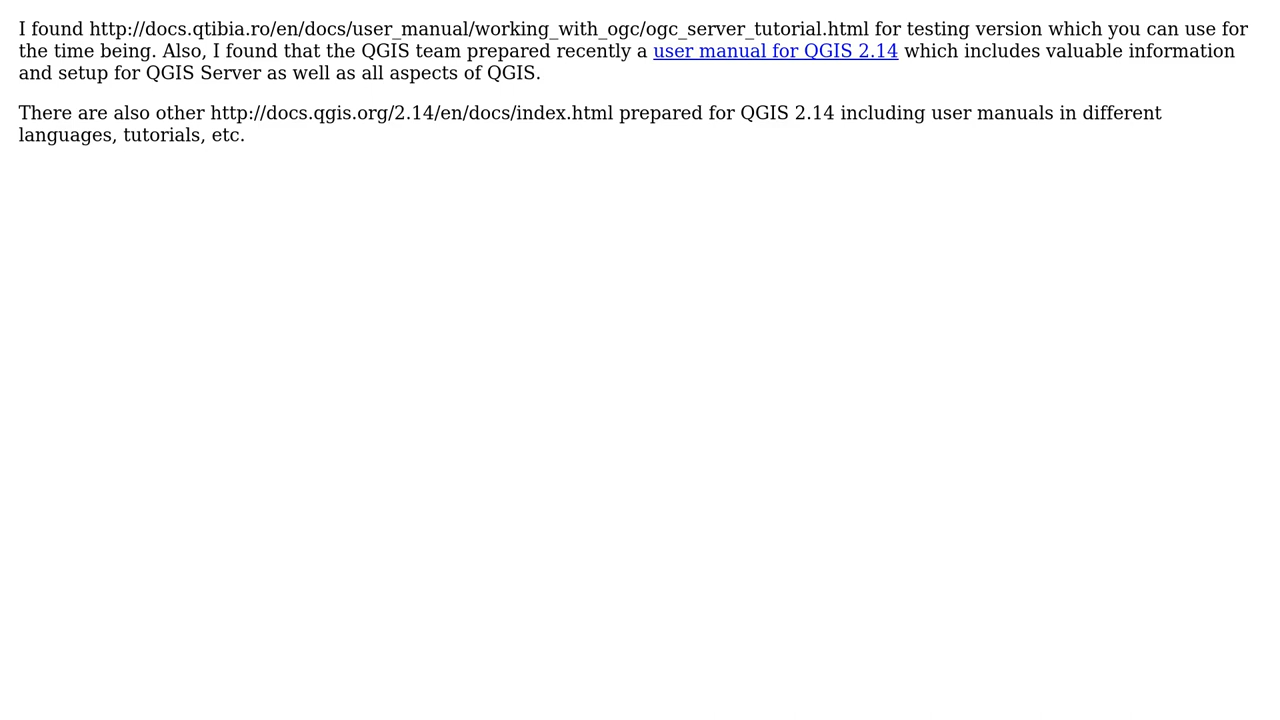 I found http://docs.qtibia.ro/en/docs/user_manual/working_with_ogc/ogc_server_tutorial.html for testing version which you can use for
the time being. Also, I found that the QGIS team prepared recently a user manual for QGIS 2.14 which includes valuable information
and setup for QGIS Server as well as all aspects of QGIS.
There are also other http://docs.qgis.org/2.14/en/docs/index.html prepared for QGIS 2.14 including user manuals in different
languages, tutorials, etc.